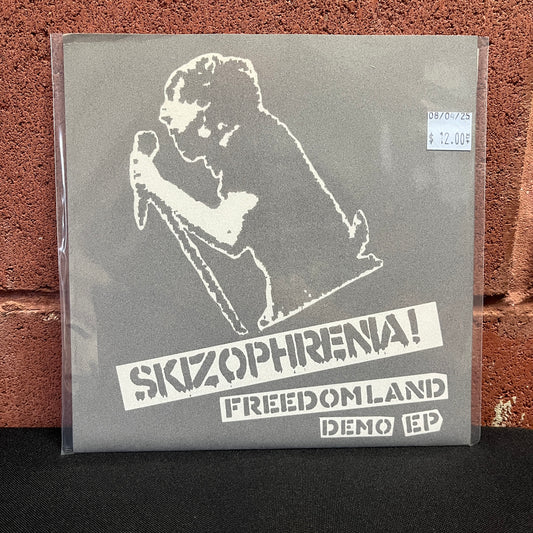 08/04/25
$ 12.00
SKIZOPHRENIA!
FREEDOMLAND
DEMO EP